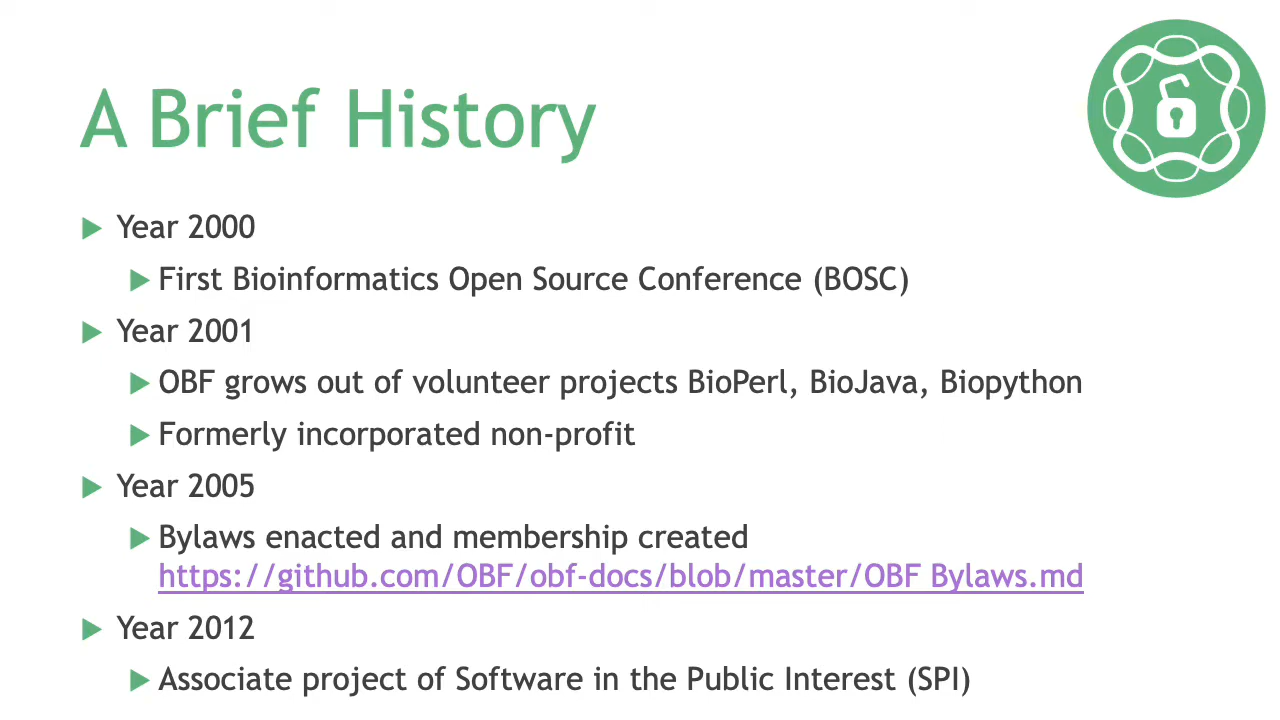 A Brief History
Year 2000
First Bioinformatics Open Source Conference (BOSC)
Year 2001
OBF grows out of volunteer projects BioPerl, BioJava, Biopython
Formerly incorporated non-profit
Year 2005
Bylaws enacted and membership created
https://github.com/OBF/obf-docs/blob/master/OBF Bylaws.md
Year 2012
Associate project of Software in the Public Interest (SPI)